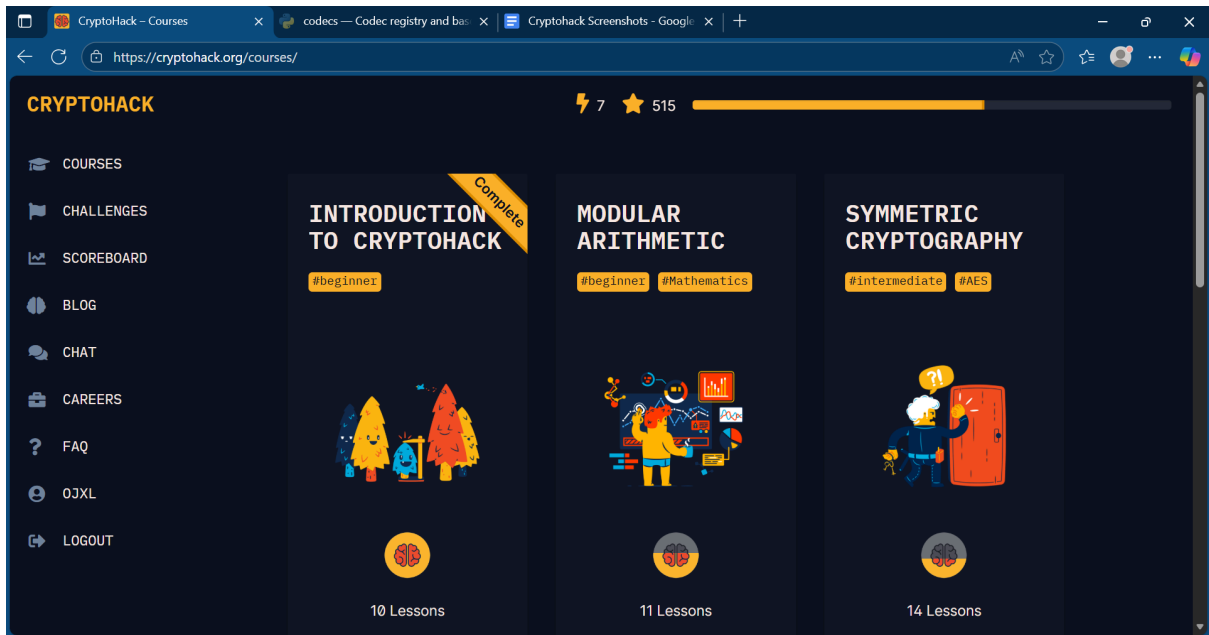 CryptoHack – Courses
codecs — Codec registry and bas
Cryptohack Screenshots - Google
https://cryptohack.org/courses/
CRYPTOHACK
7
515
COURSES
CHALLENGES
SCOREBOARD
BLOG
CHAT
CAREERS
FAQ
OJXL
LOGOUT
Complete
INTRODUCTION
TO CRYPTOHACK
#beginner
10 Lessons
MODULAR
ARITHMETIC
#beginner #Mathematics
11 Lessons
SYMMETRIC
CRYPTOGRAPHY
#intermediate #AES
?!
14 Lessons